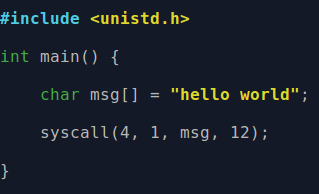 #include <unistd.h>
int main() {
    char msg[] = "hello world";
    syscall(4, 1, msg, 12);
}